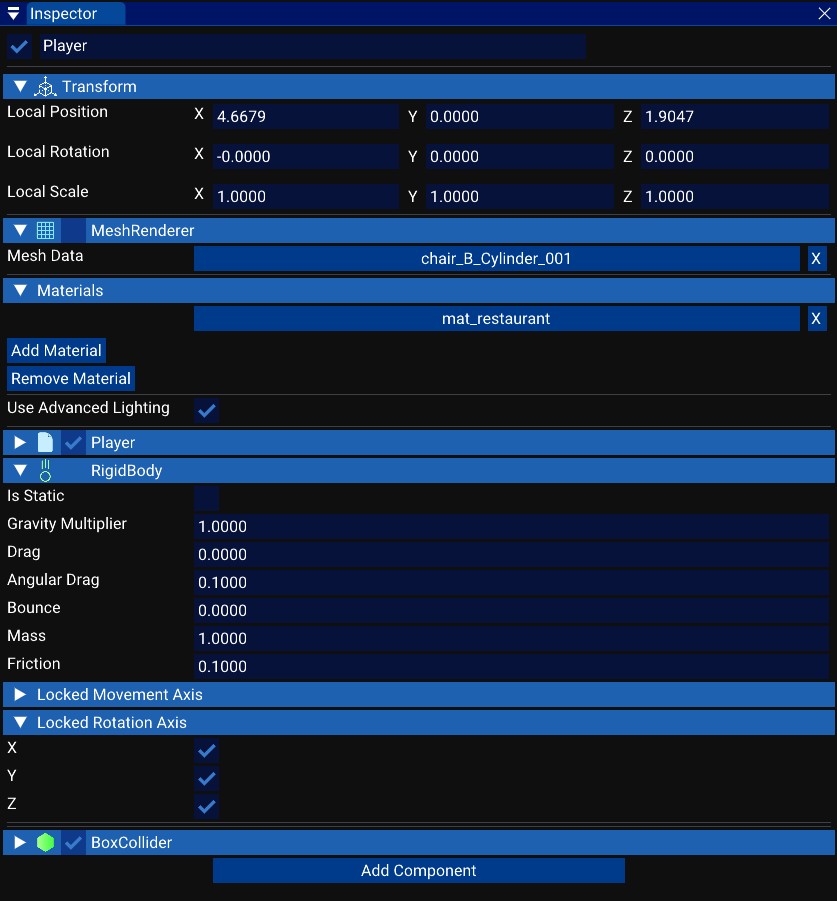 Inspector
Player
Transform
Local Position X 4.6679 Y 0.0000 Z 1.9047
Local Rotation X -0.0000 Y 0.0000 Z 0.0000
Local Scale X 1.0000 Y 1.0000 Z 1.0000
MeshRenderer
Mesh Data chair_B_Cylinder_001 X
Materials
mat_restaurant X
Add Material
Remove Material
Use Advanced Lighting
Player
RigidBody
Is Static
Gravity Multiplier 1.0000
Drag 0.0000
Angular Drag 0.1000
Bounce 0.0000
Mass 1.0000
Friction 0.1000
Locked Movement Axis
Locked Rotation Axis
X
Y
Z
BoxCollider
Add Component